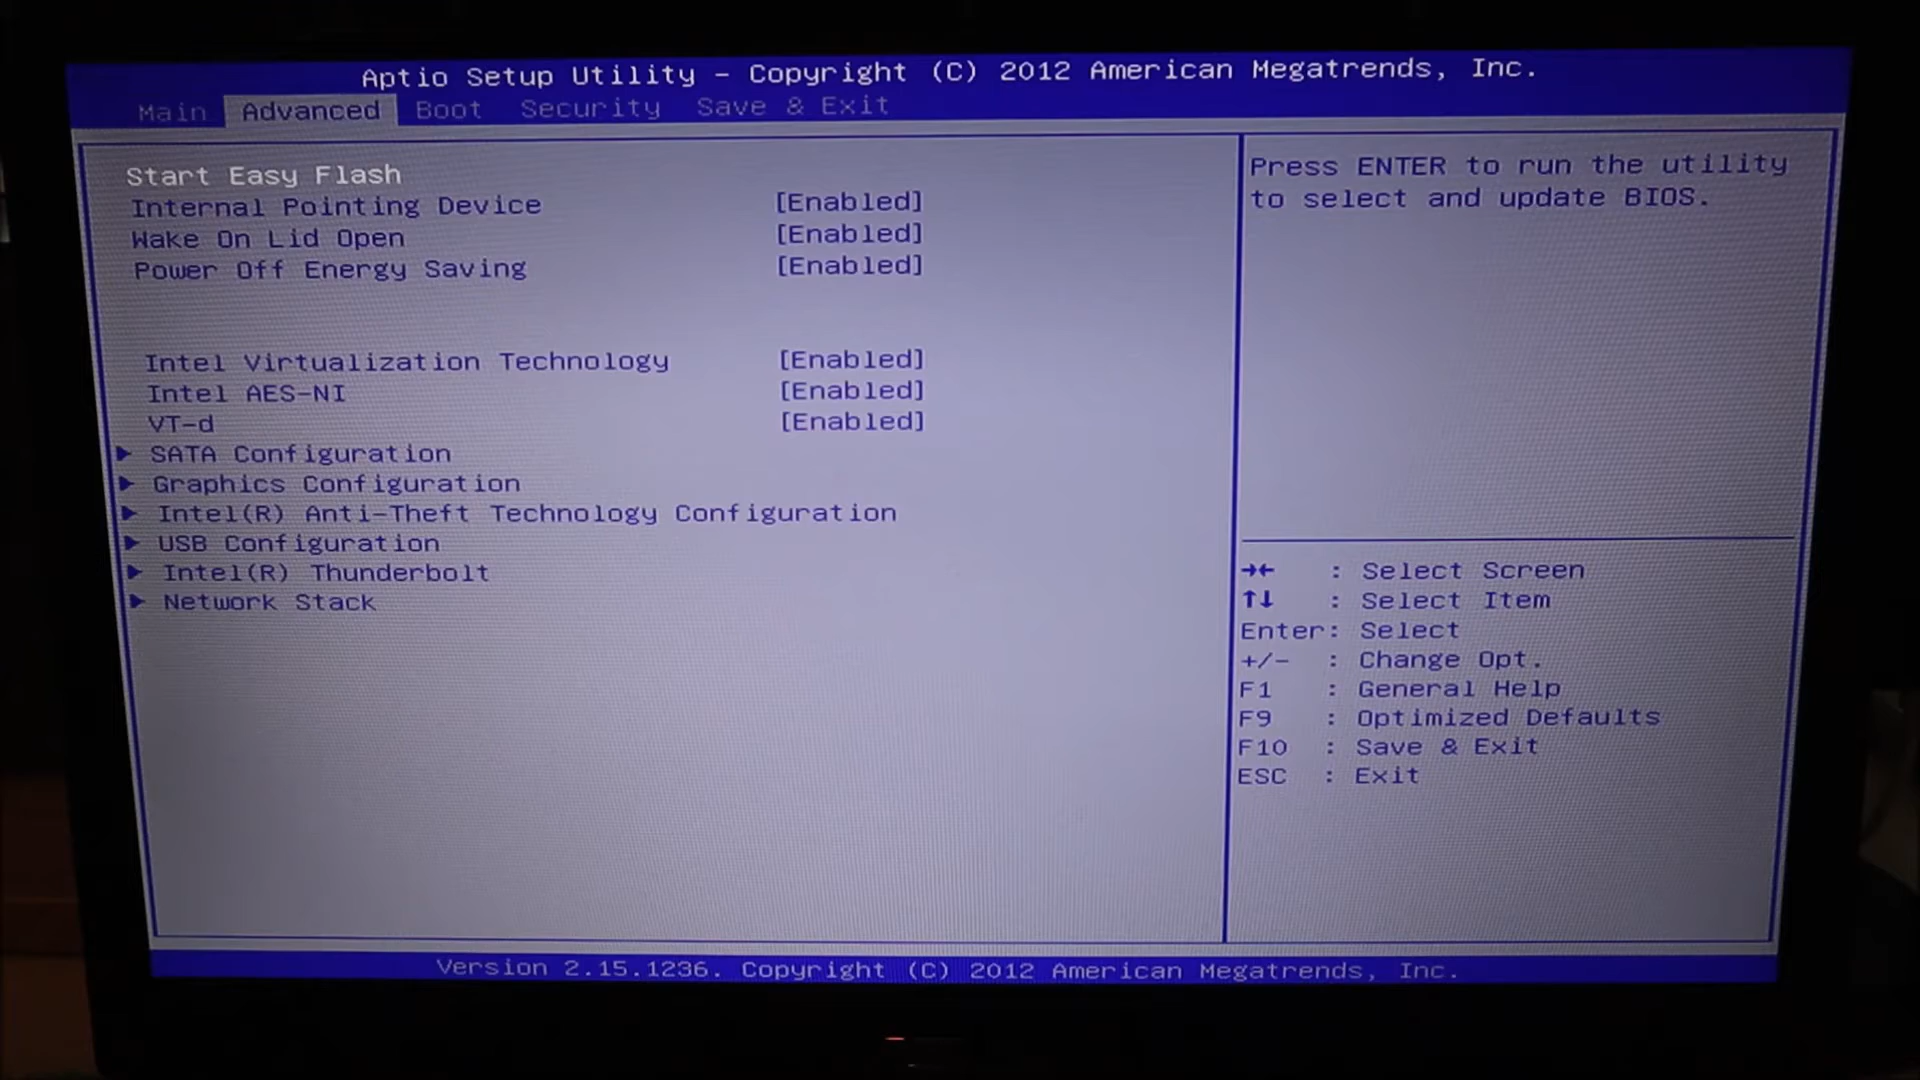 Aptio Setup Utility - Copyright (C) 2012 American Megatrends, Inc.
Main Advanced Boot Security Save & Exit
Start Easy Flash
Internal Pointing Device [Enabled]
Wake On Lid Open [Enabled]
Power Off Energy Saving [Enabled]
Intel Virtualization Technology [Enabled]
Intel AES-NI [Enabled]
VT-d [Enabled]
SATA Configuration
Graphics Configuration
Intel(R) Anti-Theft Technology Configuration
USB Configuration
Intel(R) Thunderbolt
Network Stack
Press ENTER to run the utility
to select and update BIOS.
→← : Select Screen
↑↓ : Select Item
Enter: Select
+/- : Change Opt.
F1 : General Help
F9 : Optimized Defaults
F10 : Save & Exit
ESC : Exit
Version 2.15.1236. Copyright (C) 2012 American Megatrends, Inc.